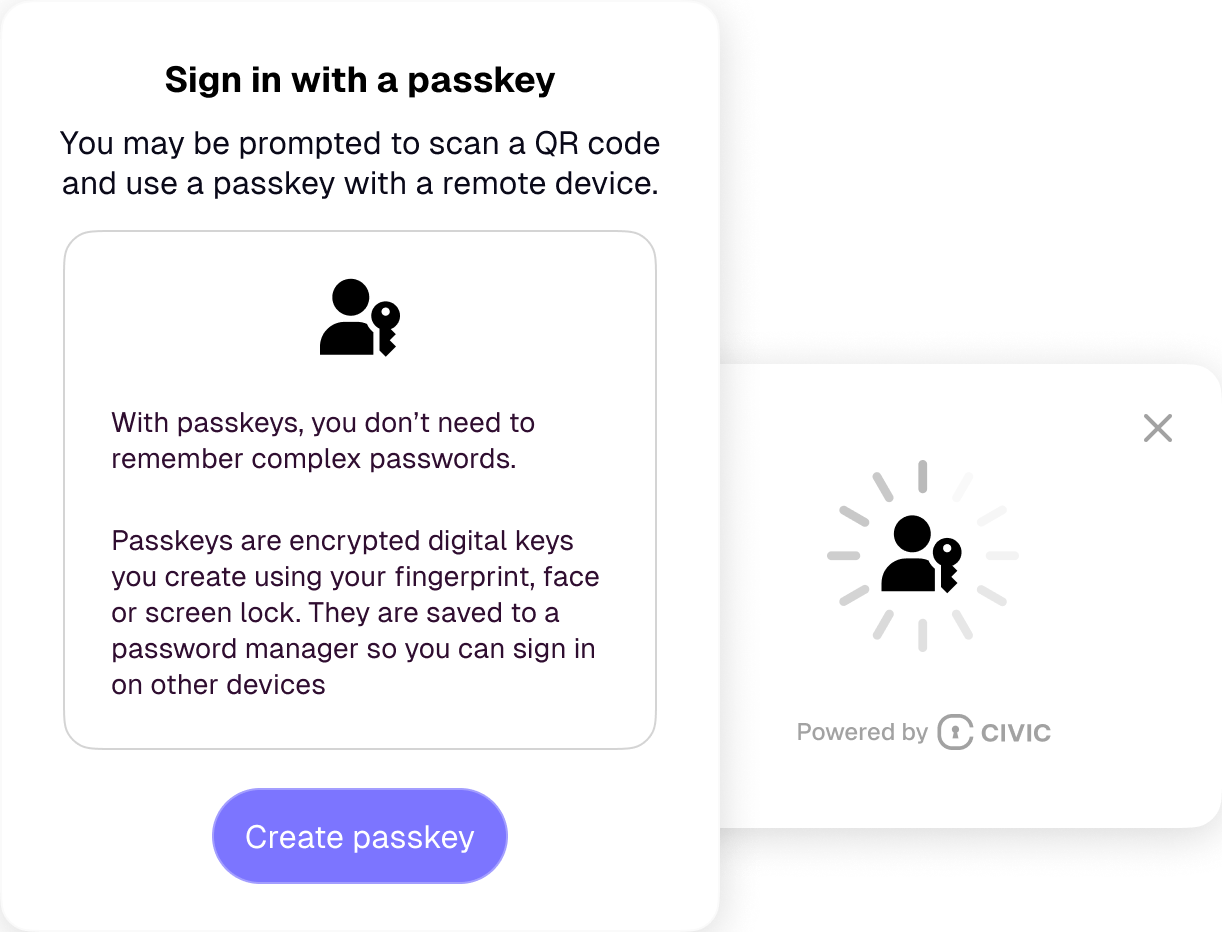 Sign in with a passkey
You may be prompted to scan a QR code
and use a passkey with a remote device.
With passkeys, you don’t need to
remember complex passwords.
Passkeys are encrypted digital keys
you create using your fingerprint, face
or screen lock. They are saved to a
password manager so you can sign in
on other devices
Create passkey
Powered by CIVIC